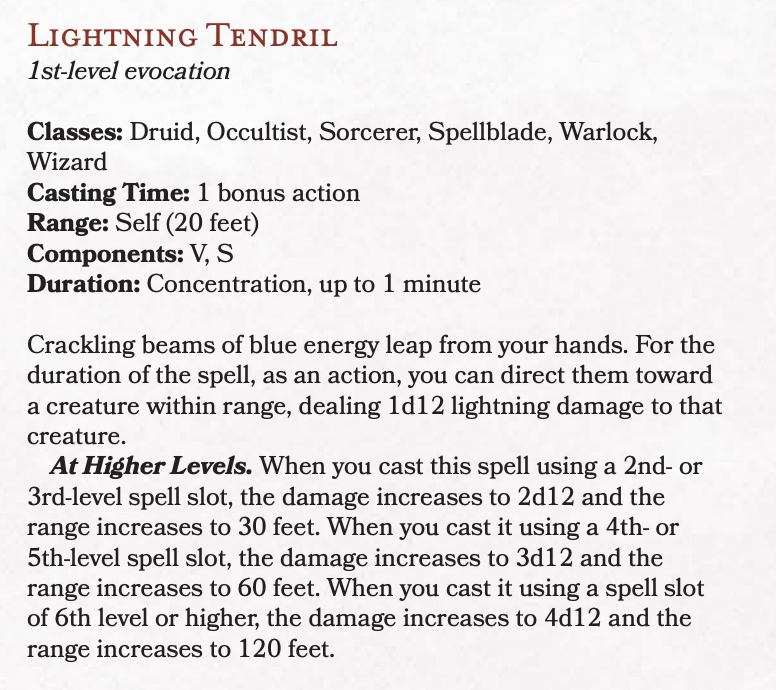 Lightning Tendril
1st-level evocation
Classes: Druid, Occultist, Sorcerer, Spellblade, Warlock,
Wizard
Casting Time: 1 bonus action
Range: Self (20 feet)
Components: V, S
Duration: Concentration, up to 1 minute
Crackling beams of blue energy leap from your hands. For the
duration of the spell, as an action, you can direct them toward
a creature within range, dealing 1d12 lightning damage to that
creature.
At Higher Levels. When you cast this spell using a 2nd- or
3rd-level spell slot, the damage increases to 2d12 and the
range increases to 30 feet. When you cast it using a 4th- or
5th-level spell slot, the damage increases to 3d12 and the
range increases to 60 feet. When you cast it using a spell slot
of 6th level or higher, the damage increases to 4d12 and the
range increases to 120 feet.